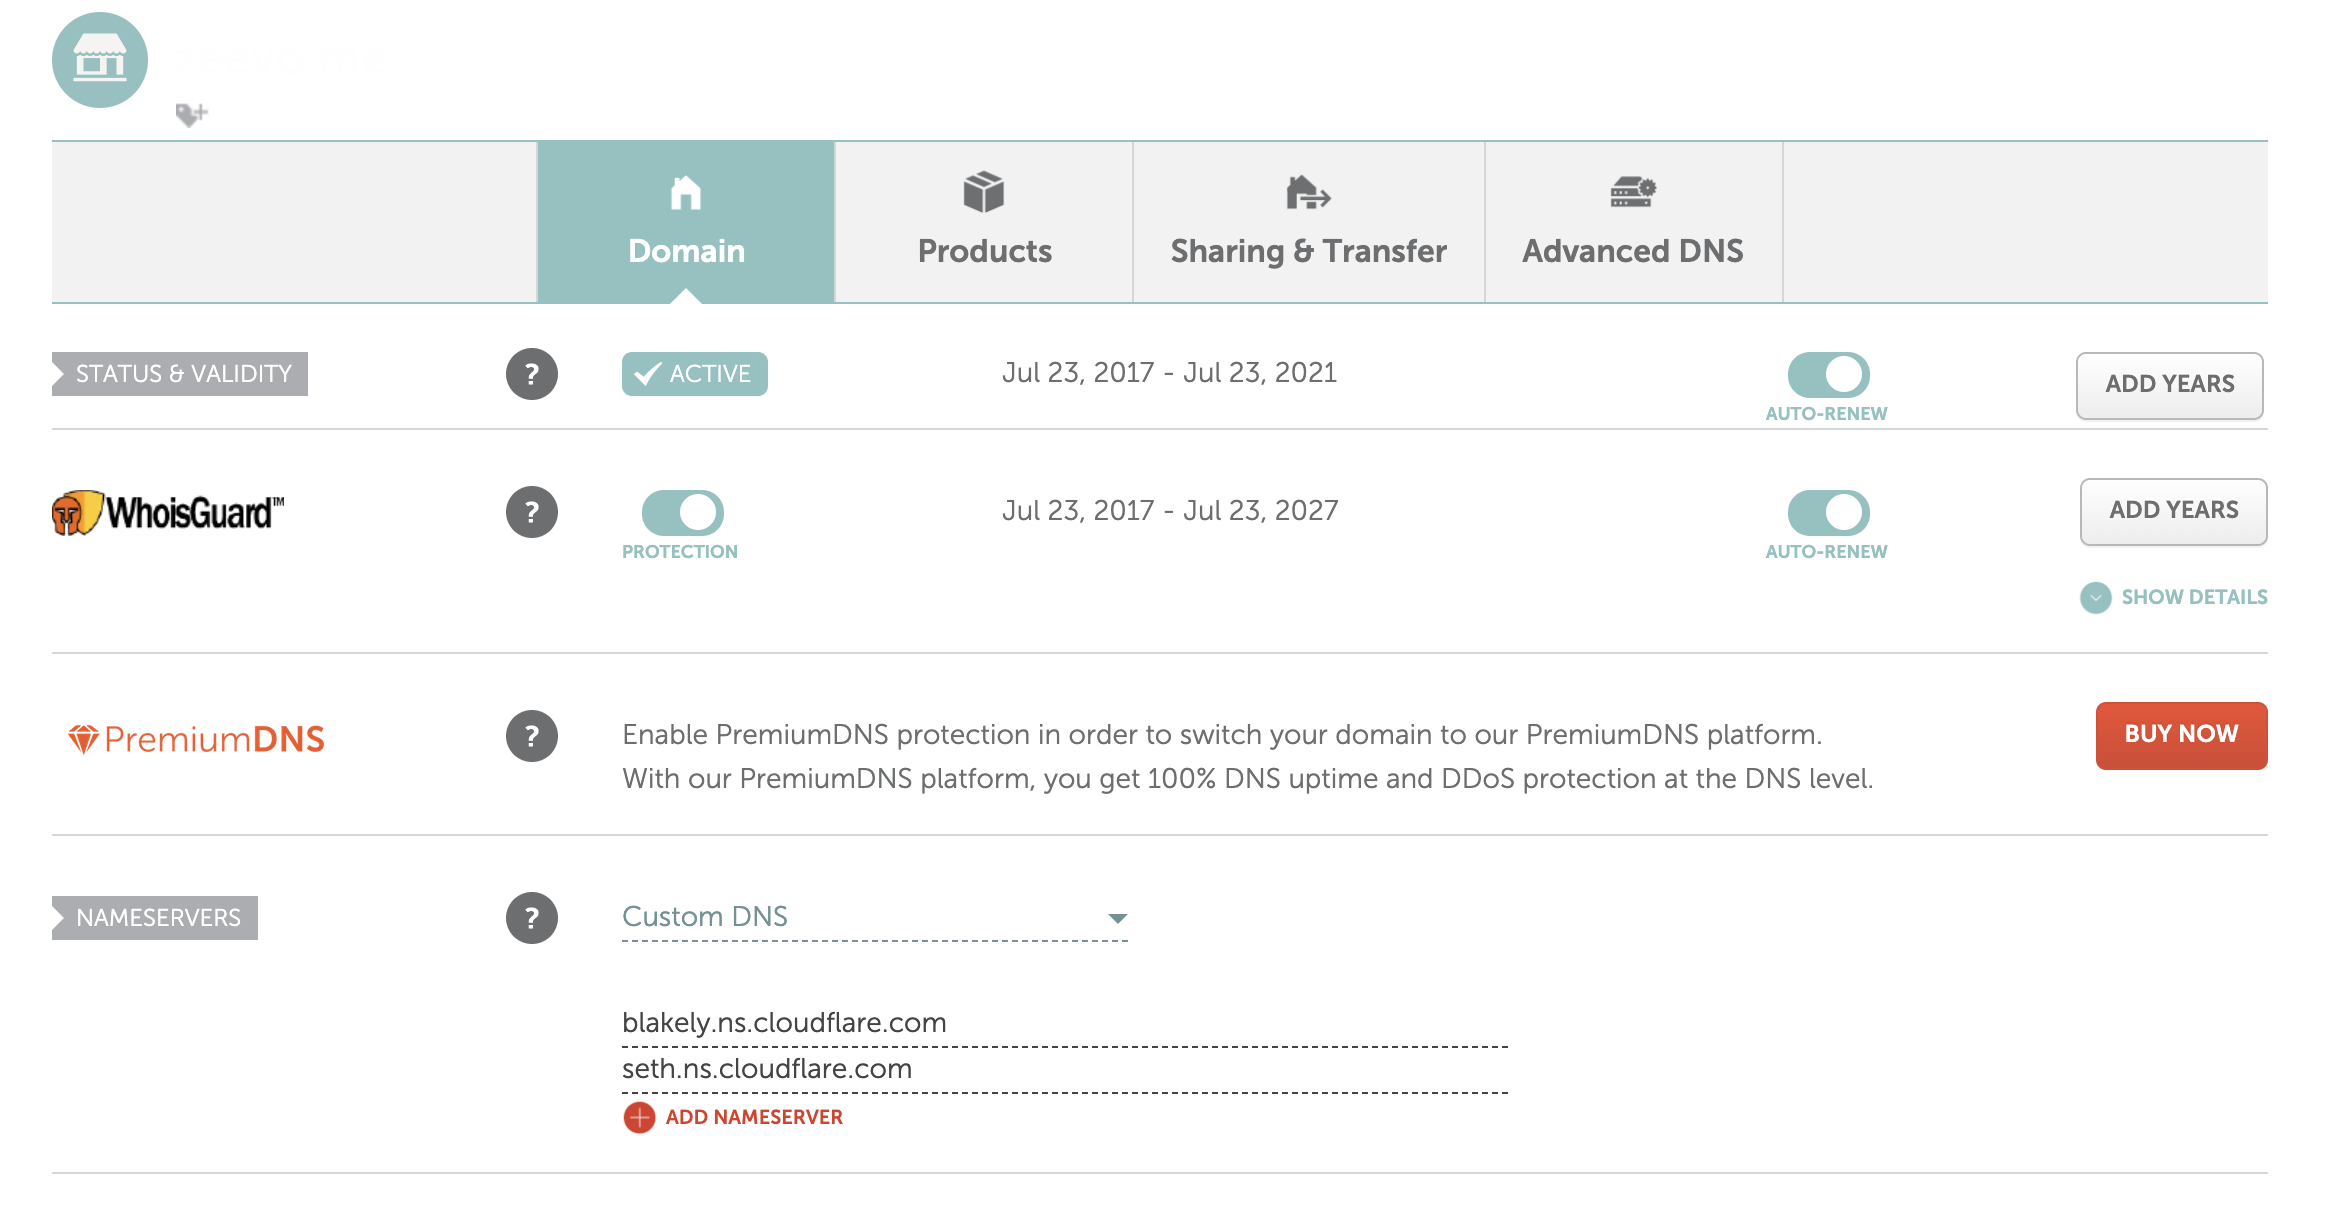 Domain
Products
Sharing & Transfer
Advanced DNS
STATUS & VALIDITY
?
ACTIVE
Jul 23, 2017 - Jul 23, 2021
AUTO-RENEW
ADD YEARS
WhoisGuard™
?
PROTECTION
Jul 23, 2017 - Jul 23, 2027
AUTO-RENEW
ADD YEARS
SHOW DETAILS
PremiumDNS
?
Enable PremiumDNS protection in order to switch your domain to our PremiumDNS platform.
With our PremiumDNS platform, you get 100% DNS uptime and DDoS protection at the DNS level.
BUY NOW
NAMESERVERS
?
Custom DNS
blakely.ns.cloudflare.com
seth.ns.cloudflare.com
ADD NAMESERVER